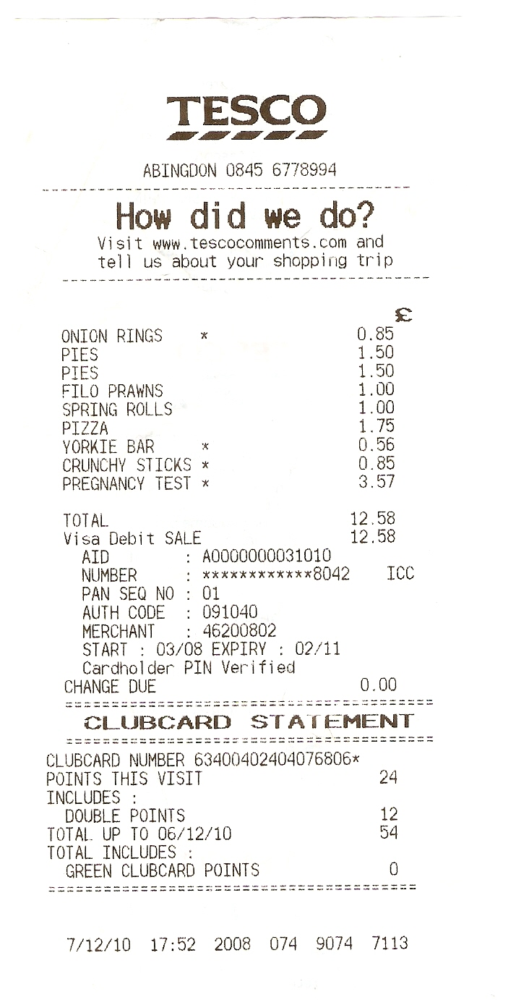 TESCO
ABINGDON 0845 6778994
How did we do?
Visit www.tescocomments.com and
tell us about your shopping trip
£
ONION RINGS * 0.85
PIES 1.50
PIES 1.50
FILO PRAWNS 1.00
SPRING ROLLS 1.00
PIZZA 1.75
YORKIE BAR * 0.56
CRUNCHY STICKS * 0.85
PREGNANCY TEST * 3.57
TOTAL 12.58
Visa Debit SALE 12.58
AID : A0000000031010
NUMBER : ************8042 ICC
PAN SEQ NO : 01
AUTH CODE : 091040
MERCHANT : 46200802
START : 03/08 EXPIRY : 02/11
Cardholder PIN Verified
CHANGE DUE 0.00
CLUBCARD STATEMENT
CLUBCARD NUMBER 63400402404076806*
POINTS THIS VISIT 24
INCLUDES :
DOUBLE POINTS 12
TOTAL UP TO 06/12/10 54
TOTAL INCLUDES :
GREEN CLUBCARD POINTS 0
7/12/10 17:52 2008 074 9074 7113